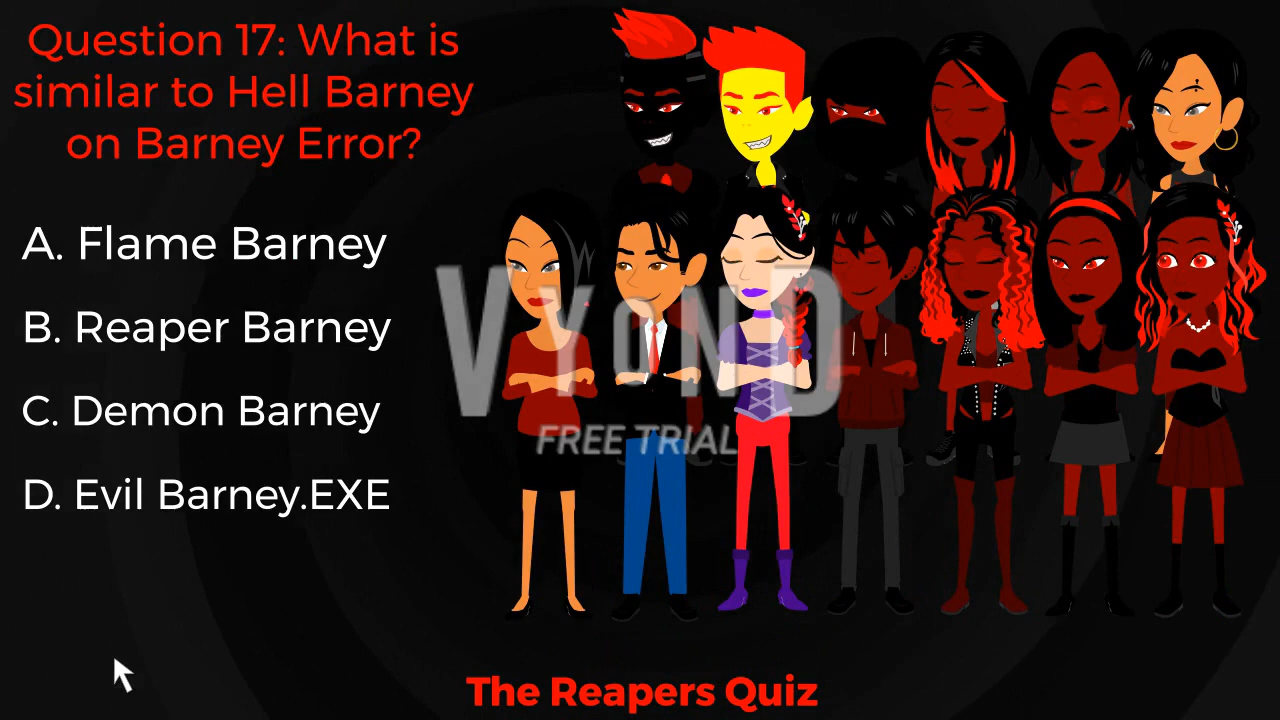 Question 17: What is
similar to Hell Barney
on Barney Error?
A. Flame Barney
B. Reaper Barney
C. Demon Barney
D. Evil Barney.EXE
VYOND
FREE TRIAL
The Reapers Quiz